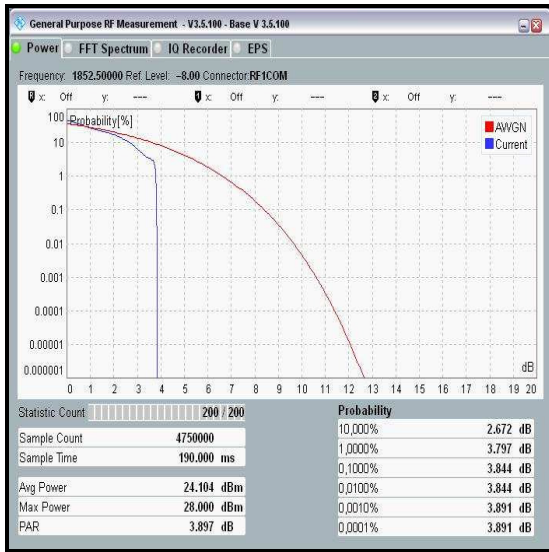 General Purpose RF Measurement - V3.5.100 - Base V 3.5.100
Power FFT Spectrum IQ Recorder EPS
Frequency: 1852.50000 Ref. Level: -8.00 Connector:RF1COM
R x: Off y: --- 1 x: Off y: --- 2 x: Off y: ---
Probability[%]
AWGN
Current
100
10
1
0.1
0.01
0.001
0.0001
0.00001
0.000001
dB
0 1 2 3 4 5 6 7 8 9 10 11 12 13 14 15 16 17 18 19 20
Statistic Count 200 / 200
Sample Count 4750000
Sample Time 190.000 ms
Avg Power 24.104 dBm
Max Power 28.000 dBm
PAR 3.897 dB
Probability
10,000% 2.672 dB
1,0000% 3.797 dB
0,1000% 3.844 dB
0,0100% 3.844 dB
0,0010% 3.891 dB
0,0001% 3.891 dB